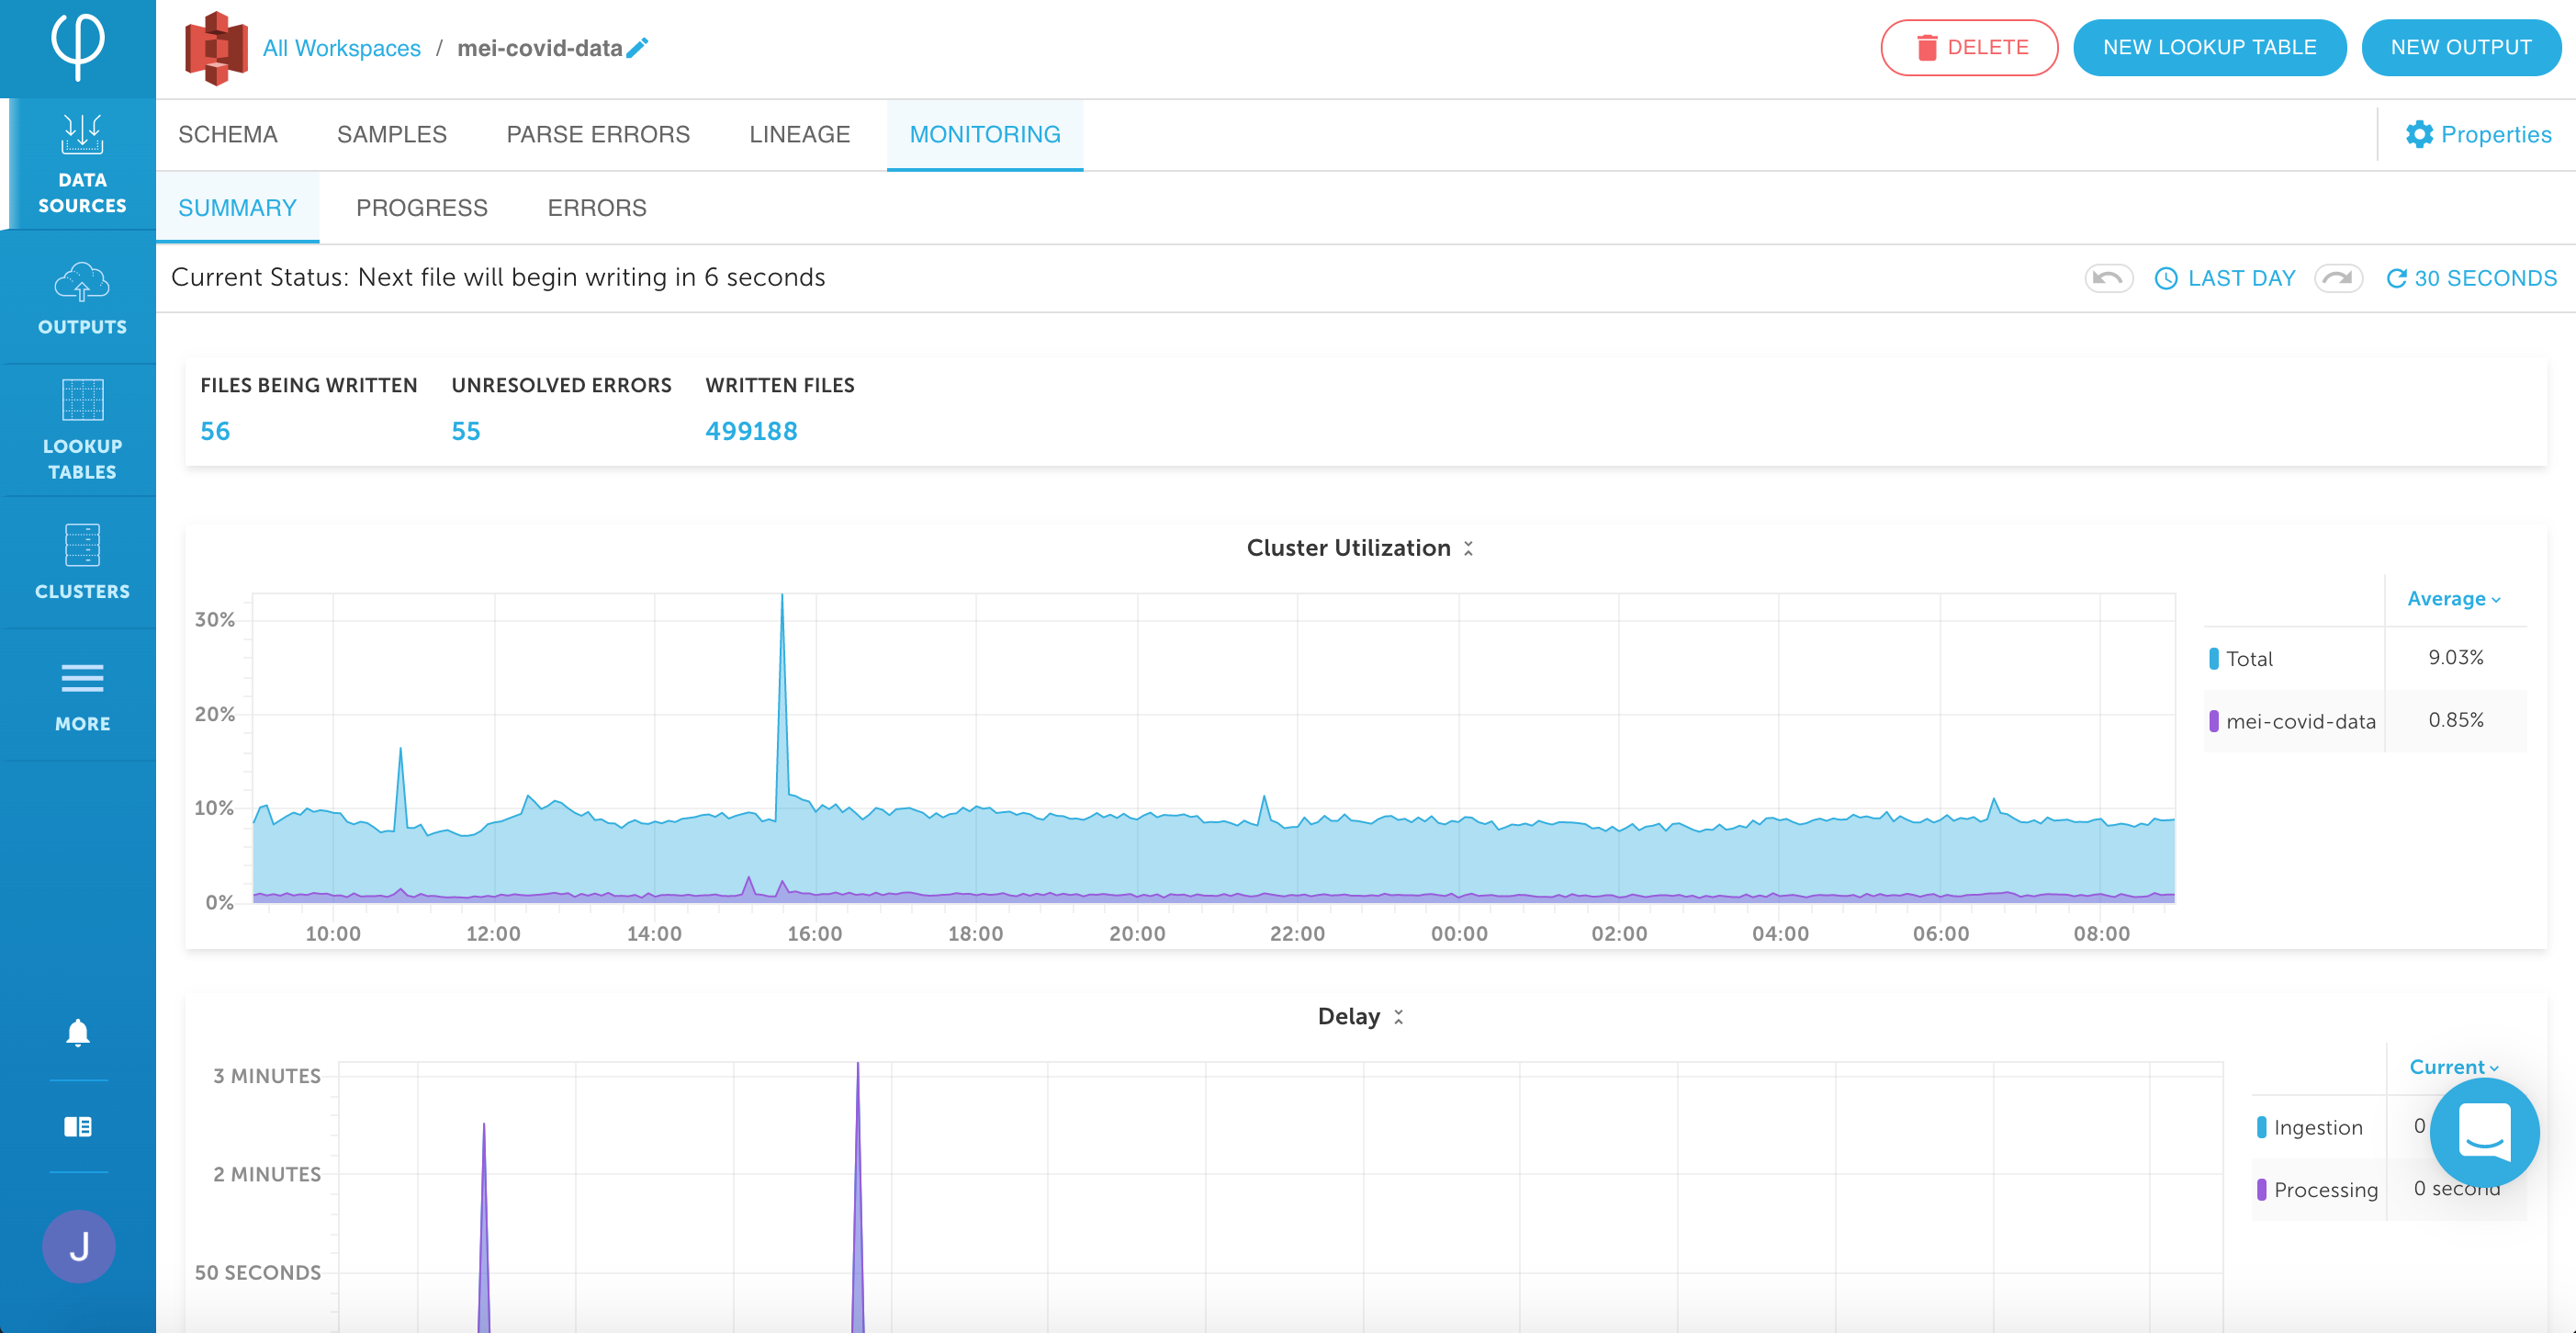 φ
All Workspaces / mei-covid-data
DELETE
NEW LOOKUP TABLE
NEW OUTPUT
DATA
SOURCES
OUTPUTS
LOOKUP
TABLES
CLUSTERS
MORE
J
SCHEMA
SAMPLES
PARSE ERRORS
LINEAGE
MONITORING
Properties
SUMMARY
PROGRESS
ERRORS
Current Status: Next file will begin writing in 6 seconds
LAST DAY
30 SECONDS
FILES BEING WRITTEN
56
UNRESOLVED ERRORS
55
WRITTEN FILES
499188
Cluster Utilization
30%
20%
10%
0%
10:00
12:00
14:00
16:00
18:00
20:00
22:00
00:00
02:00
04:00
06:00
08:00
Average
Total
9.03%
mei-covid-data
0.85%
Delay
3 MINUTES
2 MINUTES
50 SECONDS
Current
Ingestion
0
Processing
0 second